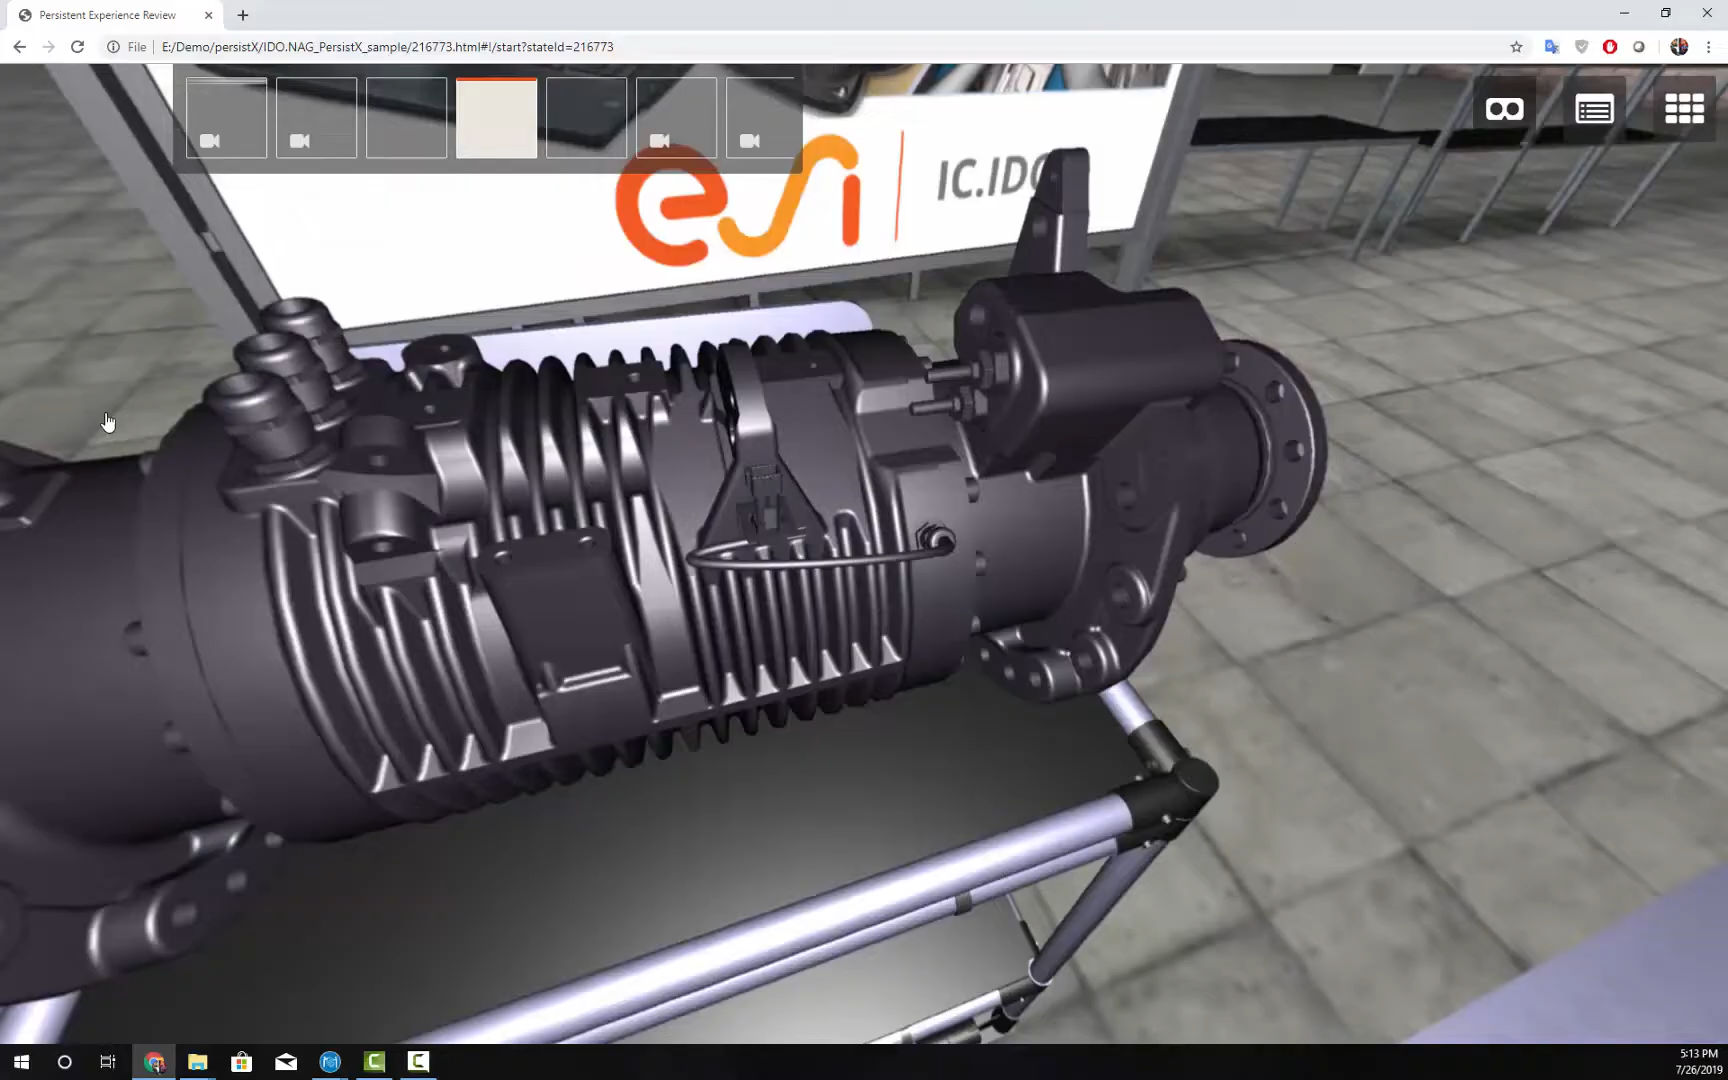 Persistent Experience Review
File
E:/Demo/persistX/IDO.NAG_PersistX_sample/216773.html#!/start?stateId=216773
esi
IC.IDO
5:13 PM
7/26/2019